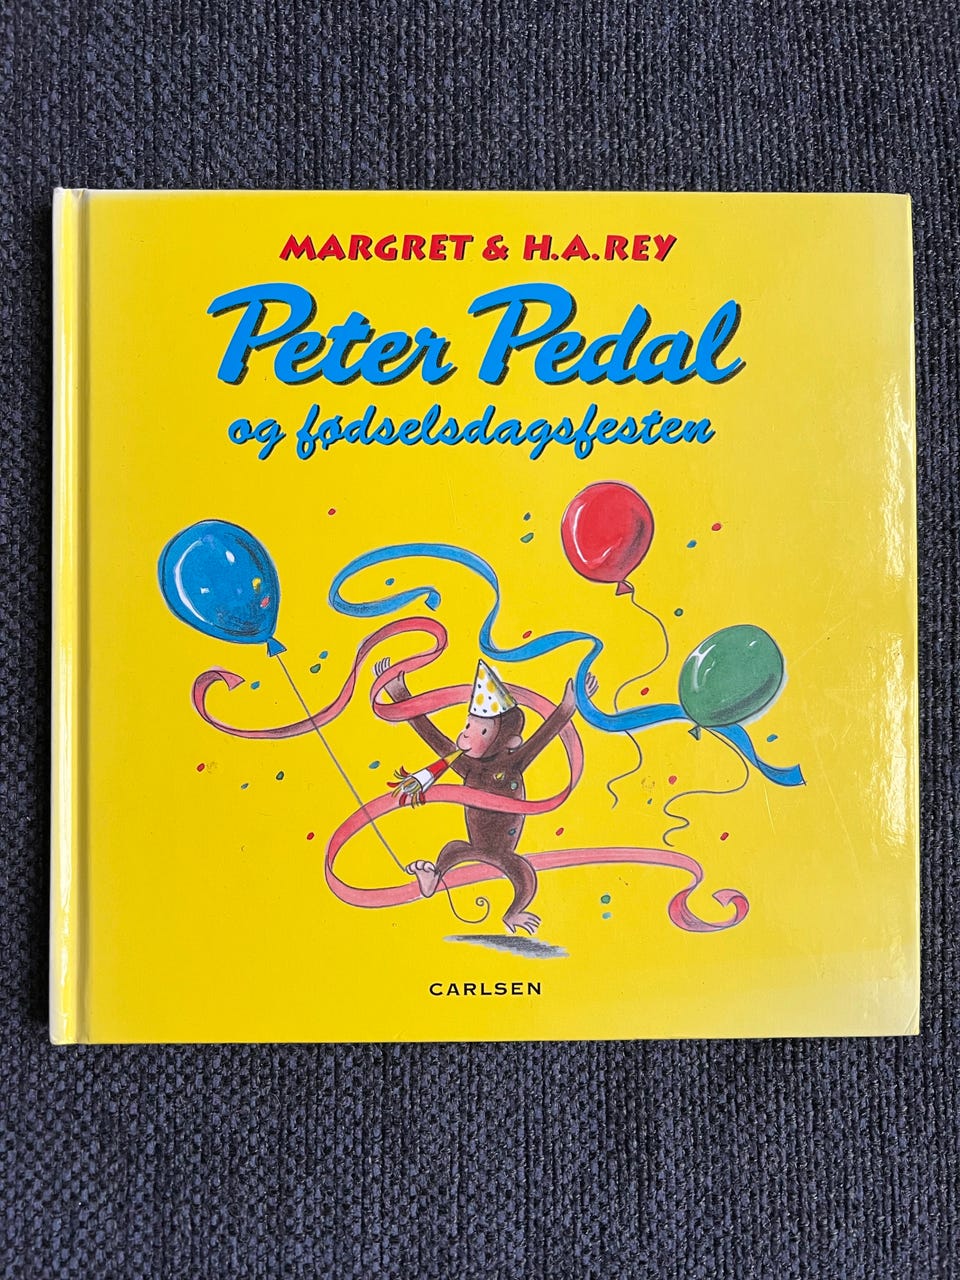 MARGRET & H.A.REY
Peter Pedal
og fødselsdagsfesten
CARLSEN